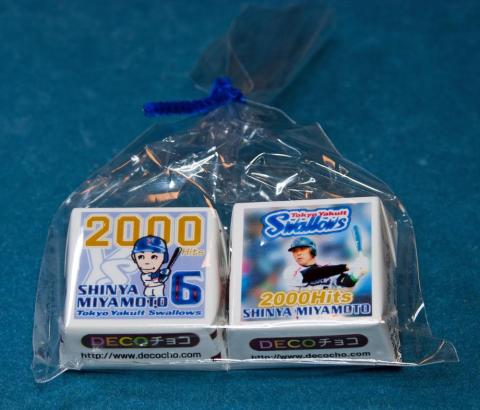 2000
Hits
SHINYA
MIYAMOTO 6
Tokyo Yakult Swallows
DECOチョコ
http://www.decocho.com
Tokyo Yakult
Swallows
2000Hits
SHINYA MIYAMOTO
DECOチョコ
http://www.decocho.com